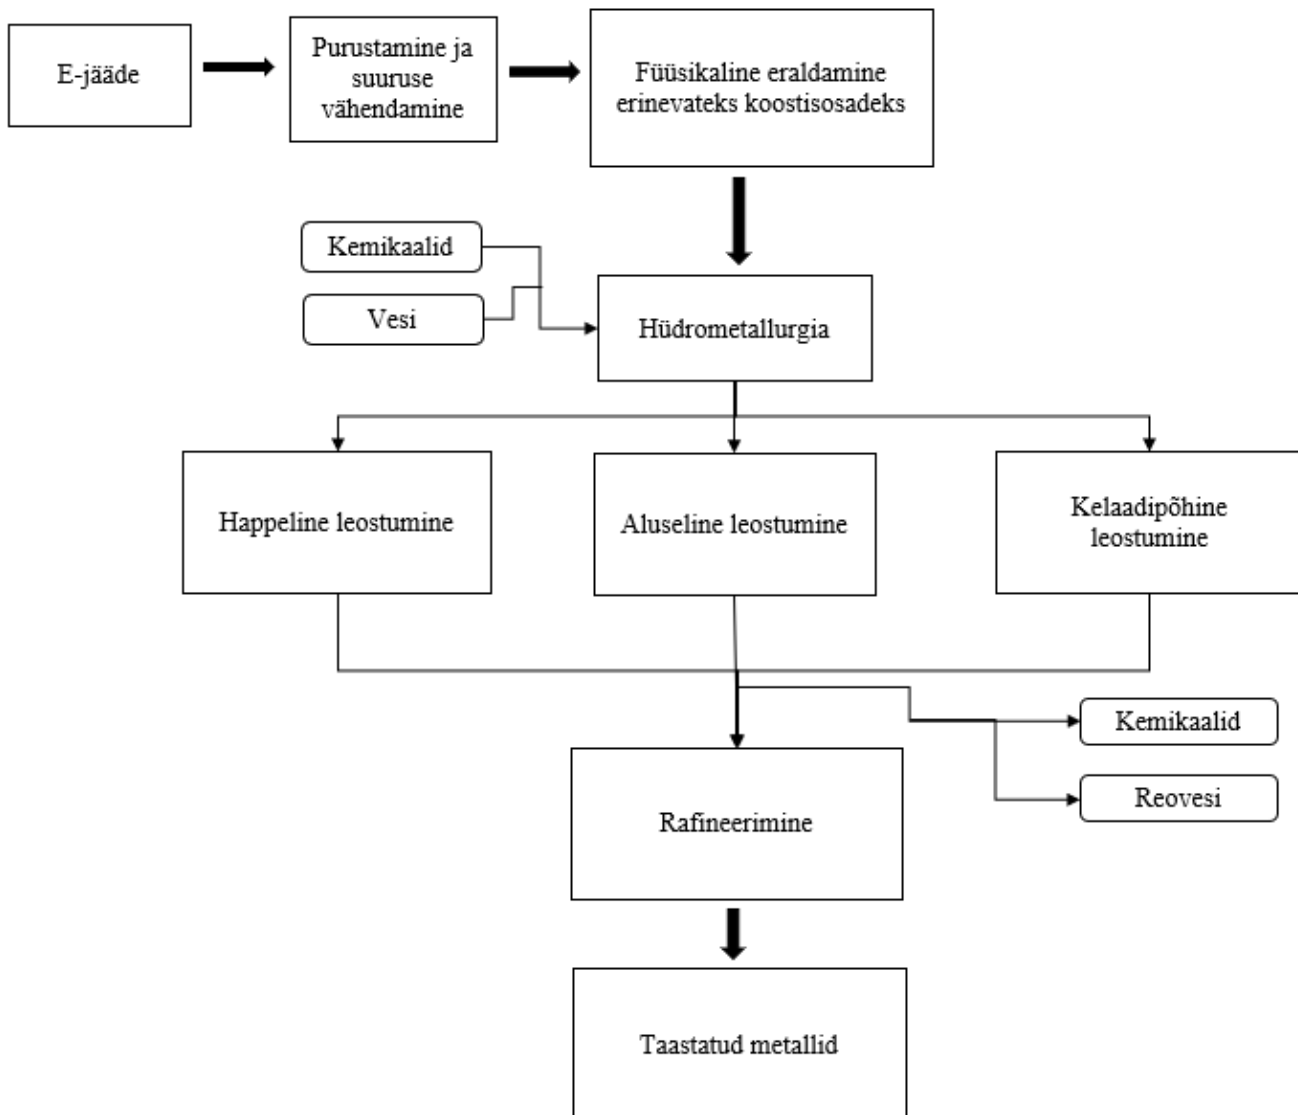 E-jääde
Purustamine ja
suuruse
vähendamine
Füüsikaline eraldamine
erinevateks koostisosadeks
Kemikaalid
Vesi
Hüdrometallurgia
Happeline leostumine
Aluseline leostumine
Kelaadipõhine
leostumine
Kemikaalid
Reovesi
Rafineerimine
Taastatud metallid